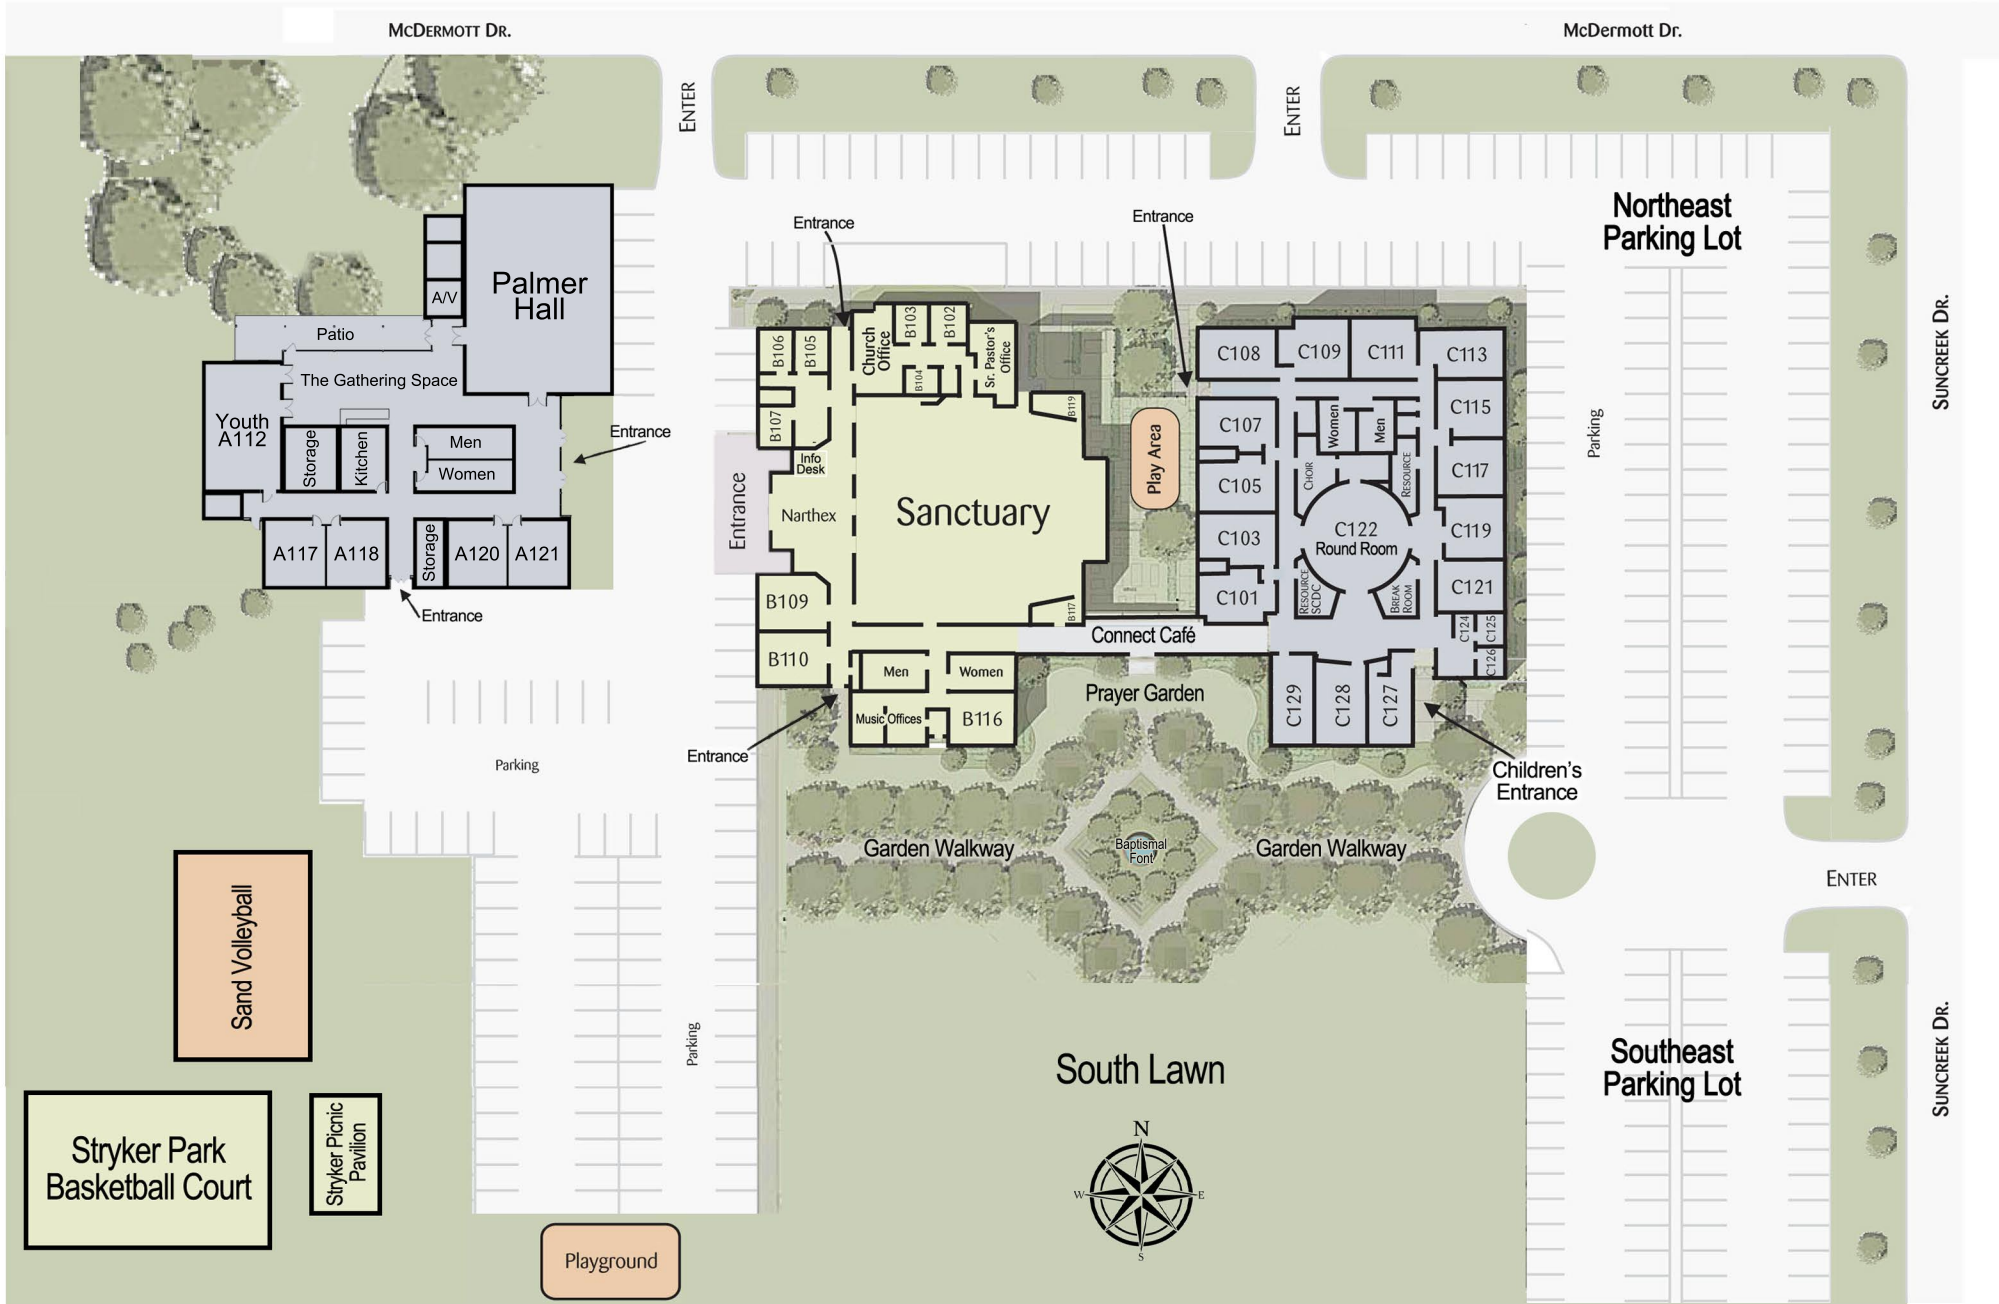 McDermott Dr.
McDermott Dr.
Enter
Enter
Northeast
Parking Lot
Suncreek Dr.
Parking
Palmer
Hall
A/V
Patio
The Gathering Space
Youth
A112
Storage
Kitchen
Men
Women
Entrance
A117
A118
Storage
A120
A121
Entrance
Parking
Entrance
Entrance
B106
B105
Church
Office
B103
B102
B104
Sr. Pastor's
Office
B107
B119
Info
Desk
Entrance
Narthex
Sanctuary
Play Area
B109
B110
B117
Connect Café
Men
Women
Music Offices
B116
Entrance
Prayer Garden
C108
C109
C111
C113
C107
Women
Men
C115
C105
Choir
Resource
C117
C103
C122
Round Room
C119
C101
Resource
SCDC
Break
Room
C121
C124
C125
C126
C129
C128
C127
Children's
Entrance
Garden Walkway
Baptismal
Font
Garden Walkway
Enter
Sand Volleyball
Parking
Stryker Park
Basketball Court
Stryker Picnic
Pavilion
Playground
South Lawn
N
W
E
S
Southeast
Parking Lot
Suncreek Dr.